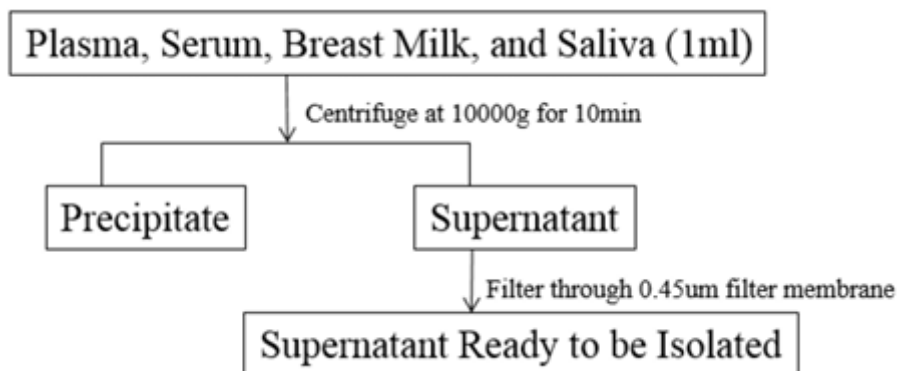 Plasma, Serum, Breast Milk, and Saliva (1ml)
Centrifuge at 10000g for 10min
Precipitate
Supernatant
Filter through 0.45um filter membrane
Supernatant Ready to be Isolated